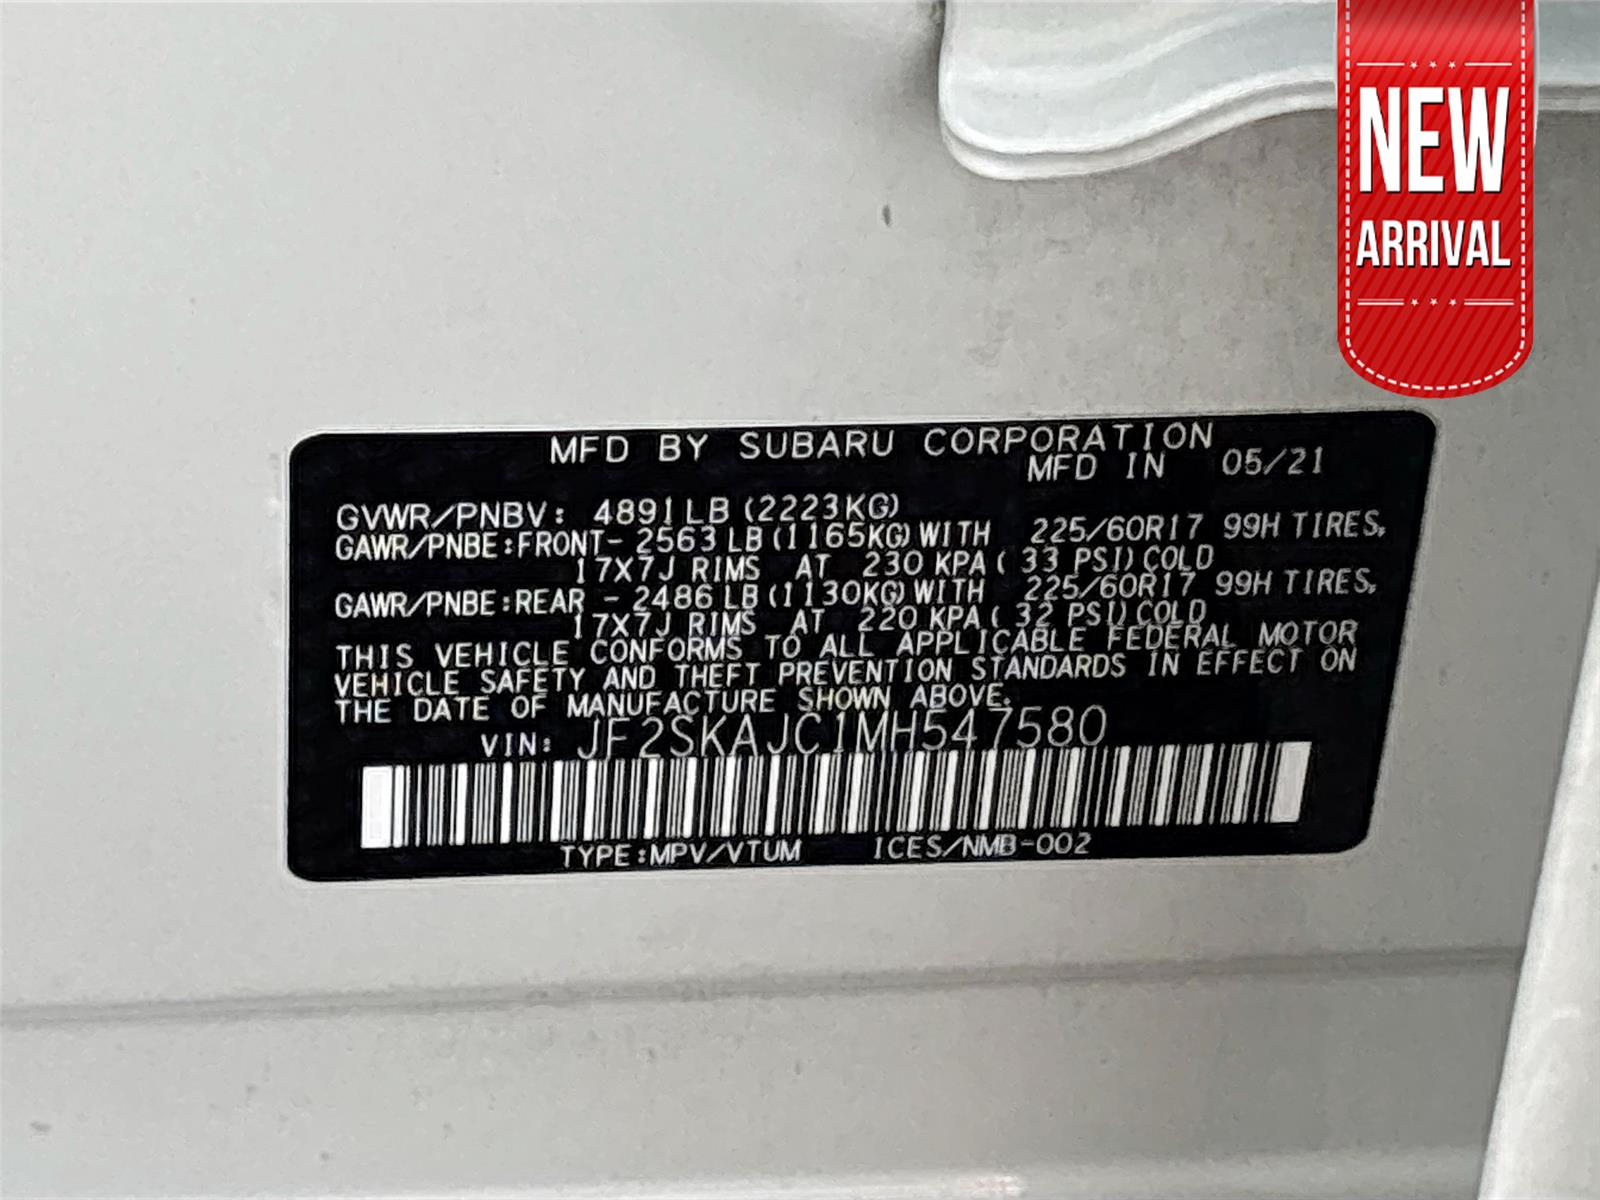 NEW
ARRIVAL
MFD BY SUBARU CORPORATION
MFD IN 05/21
GVWR/PNBV: 4891LB (2223KG)
GAWR/PNBE:FRONT- 2563 LB (1165KG) WITH 225/60R17 99H TIRES,
17X7J RIMS AT 230 KPA ( 33 PSI) COLD
GAWR/PNBE:REAR - 2486 LB (1130KG) WITH 225/60R17 99H TIRES,
17X7J RIMS AT 220 KPA ( 32 PSI) COLD
THIS VEHICLE CONFORMS TO ALL APPLICABLE FEDERAL MOTOR
VEHICLE SAFETY AND THEFT PREVENTION STANDARDS IN EFFECT ON
THE DATE OF MANUFACTURE SHOWN ABOVE.
VIN: JF2SKAJC1MH547580
TYPE:MPV/VTUM ICES/NMB-002